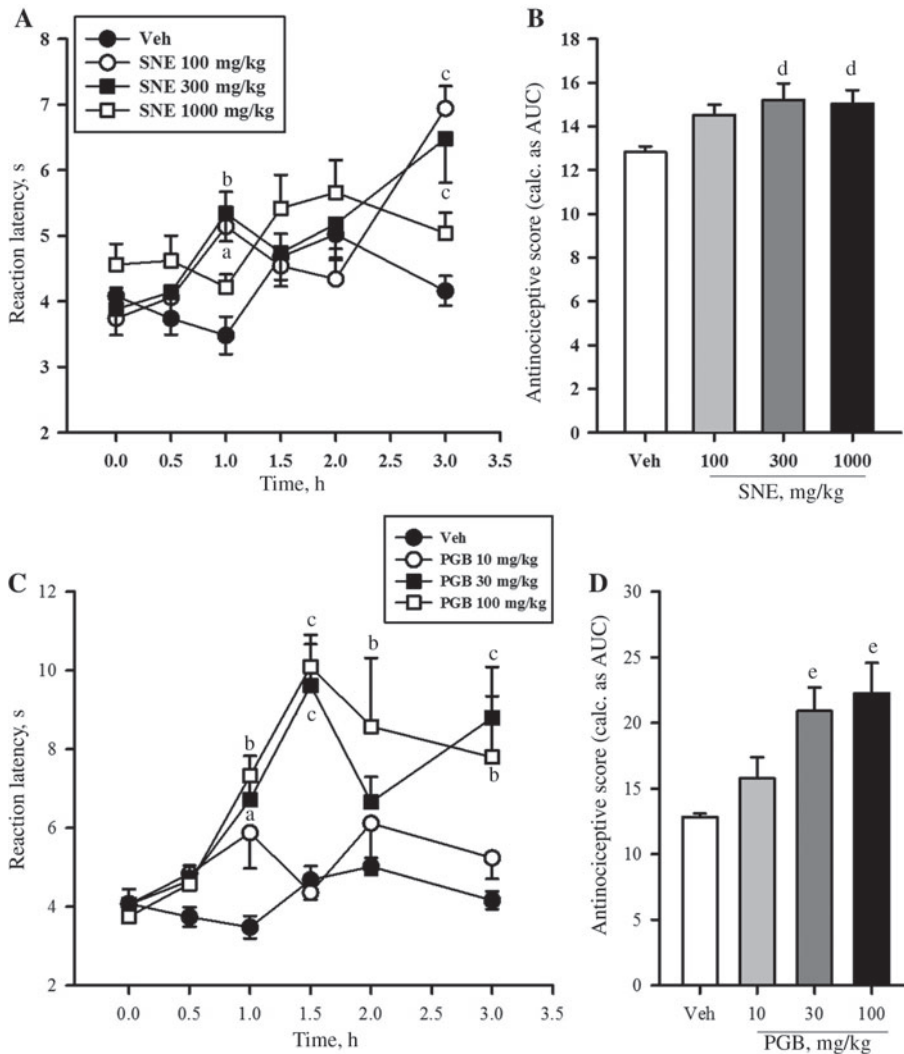 A
Veh
SNE 100 mg/kg
SNE 300 mg/kg
SNE 1000 mg/kg
Reaction latency, s
8
7
6
5
4
3
2
b
a
c
c
0.0 0.5 1.0 1.5 2.0 2.5 3.0 3.5
Time, h
B
Antinociceptive score (calc. as AUC)
18
16
14
12
10
8
6
4
2
0
d d
Veh 100 300 1000
SNE, mg/kg
C
Veh
PGB 10 mg/kg
PGB 30 mg/kg
PGB 100 mg/kg
Reaction latency, s
12
10
8
6
4
2
b
a
c
c
b
c
b
0.0 0.5 1.0 1.5 2.0 2.5 3.0 3.5
Time, h
D
Antinociceptive score (calc. as AUC)
30
25
20
15
10
5
0
e e
Veh 10 30 100
PGB, mg/kg